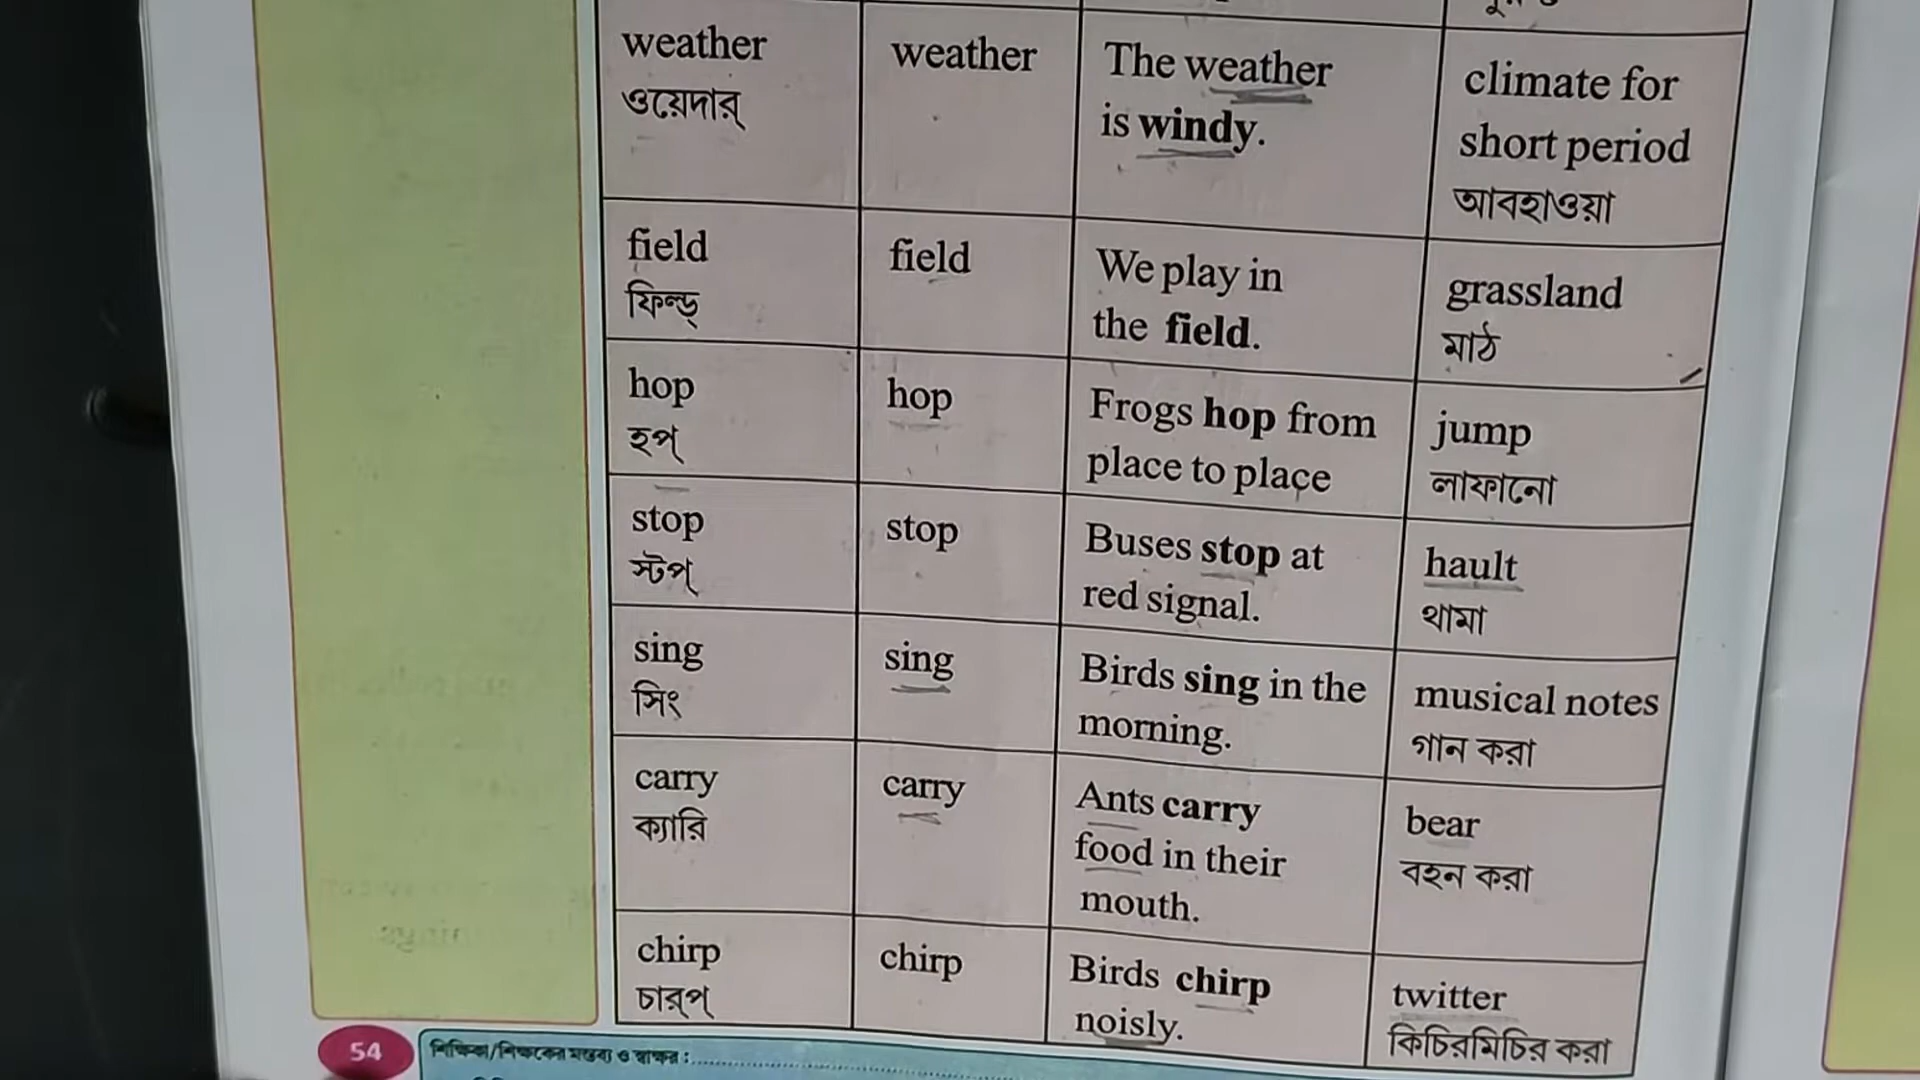 weather
ওয়েদার্
weather
The weather
is windy.
climate for
short period
আবহাওয়া
field
ফিল্ড্
field
We play in
the field.
grassland
মাঠ
hop
হপ্
hop
Frogs hop from
place to place
jump
লাফানো
stop
স্টপ্
stop
Buses stop at
red signal.
hault
থামা
sing
সিং
sing
Birds sing in the
morning.
musical notes
গান করা
carry
ক্যারি
carry
Ants carry
food in their
mouth.
bear
বহন করা
chirp
চার্‌প্
chirp
Birds chirp
noisly.
twitter
কিচিরমিচির করা
54
শিক্ষিকা/শিক্ষকের মন্তব্য ও স্বাক্ষর :